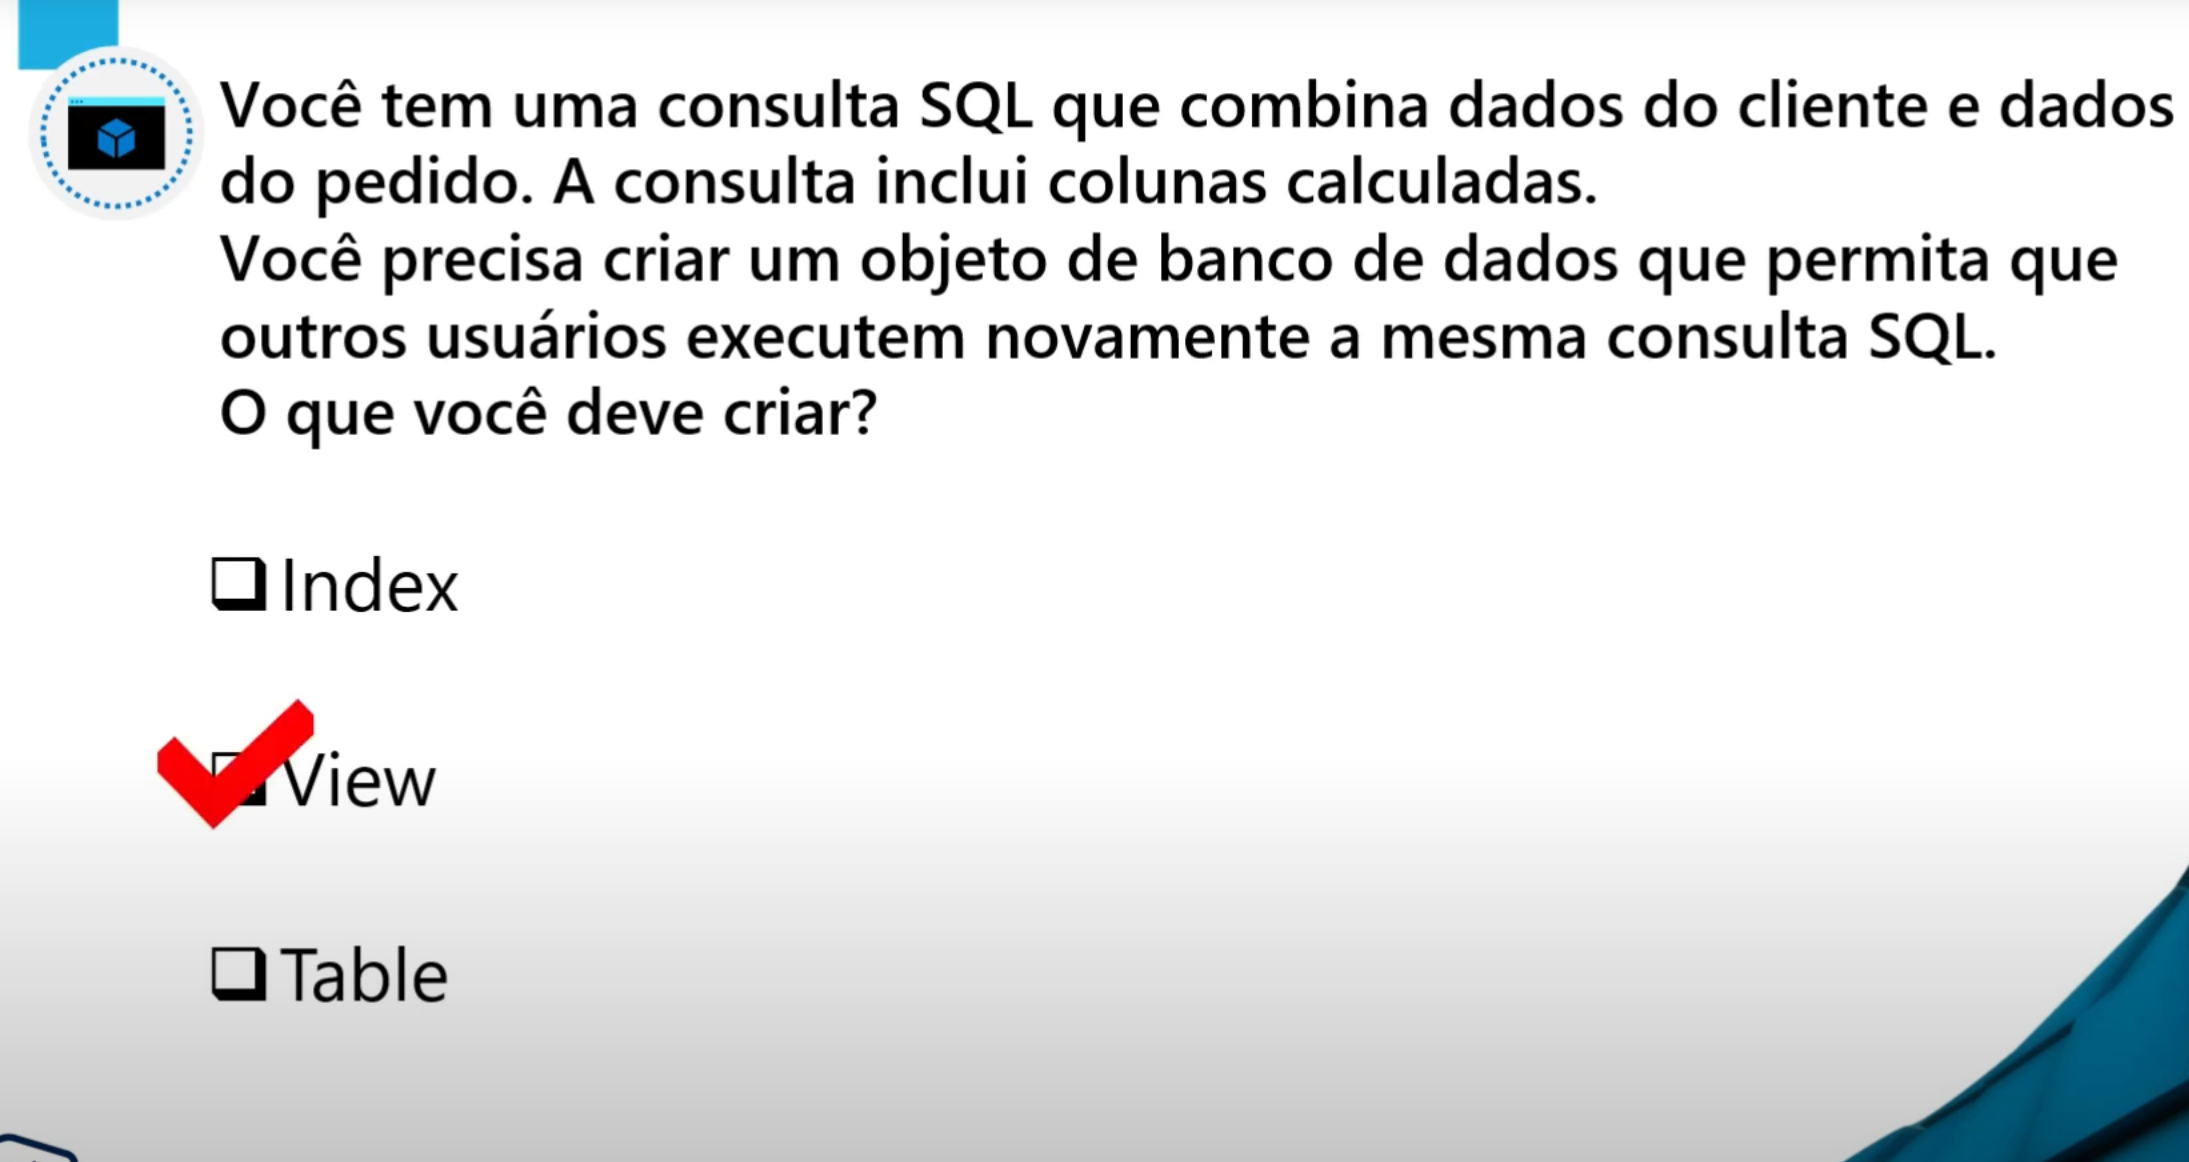 Você tem uma consulta SQL que combina dados do cliente e dados
do pedido. A consulta inclui colunas calculadas.
Você precisa criar um objeto de banco de dados que permita que
outros usuários executem novamente a mesma consulta SQL.
O que você deve criar?
Index
View
Table